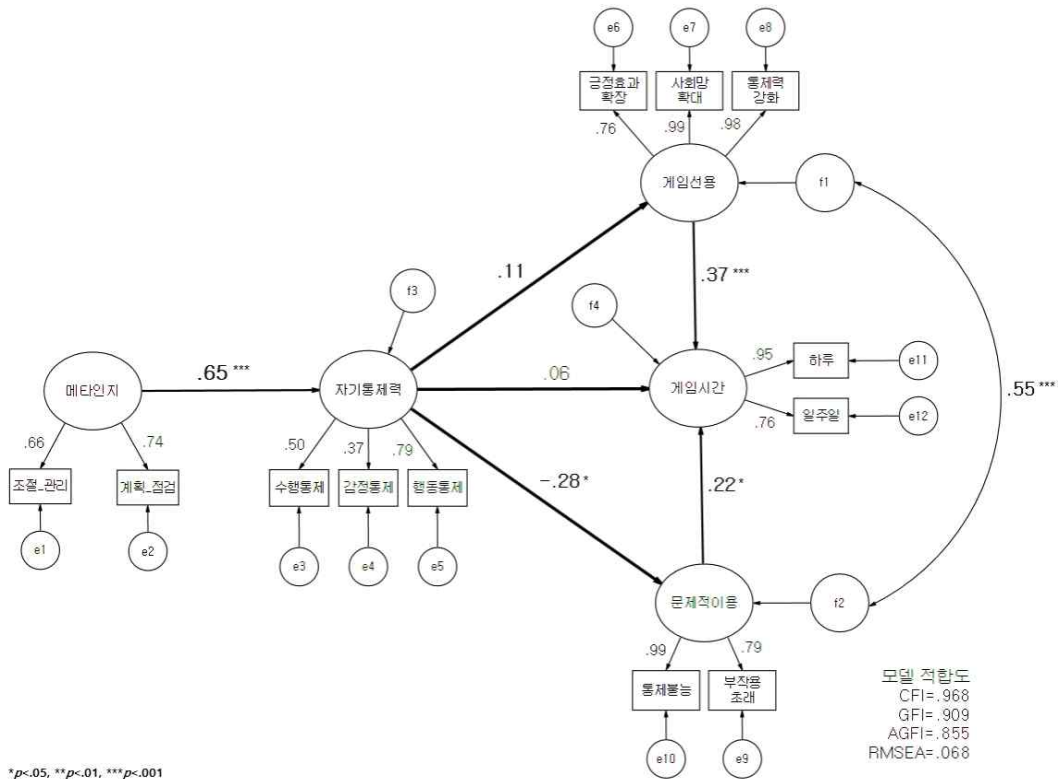 e6
e7
e8
긍정효과
확장
사회망
확대
통제력
강화
.76
.99
.98
게임선용
f1
.11
.37 ***
f3
f4
.95
하루
e11
메타인지
.65 ***
자기통제력
.06
게임시간
.55 ***
.76
일주일
e12
.66
.74
.50
.37
.79
조절_관리
계획_점검
수행통제
감정통제
행동통제
-.28 *
.22 *
e1
e2
e3
e4
e5
문제적이용
f2
.99
.79
통제불능
부작용
초래
e10
e9
모델 적합도
CFI=.968
GFI=.909
AGFI=.855
RMSEA=.068
*p<.05, **p<.01, ***p<.001